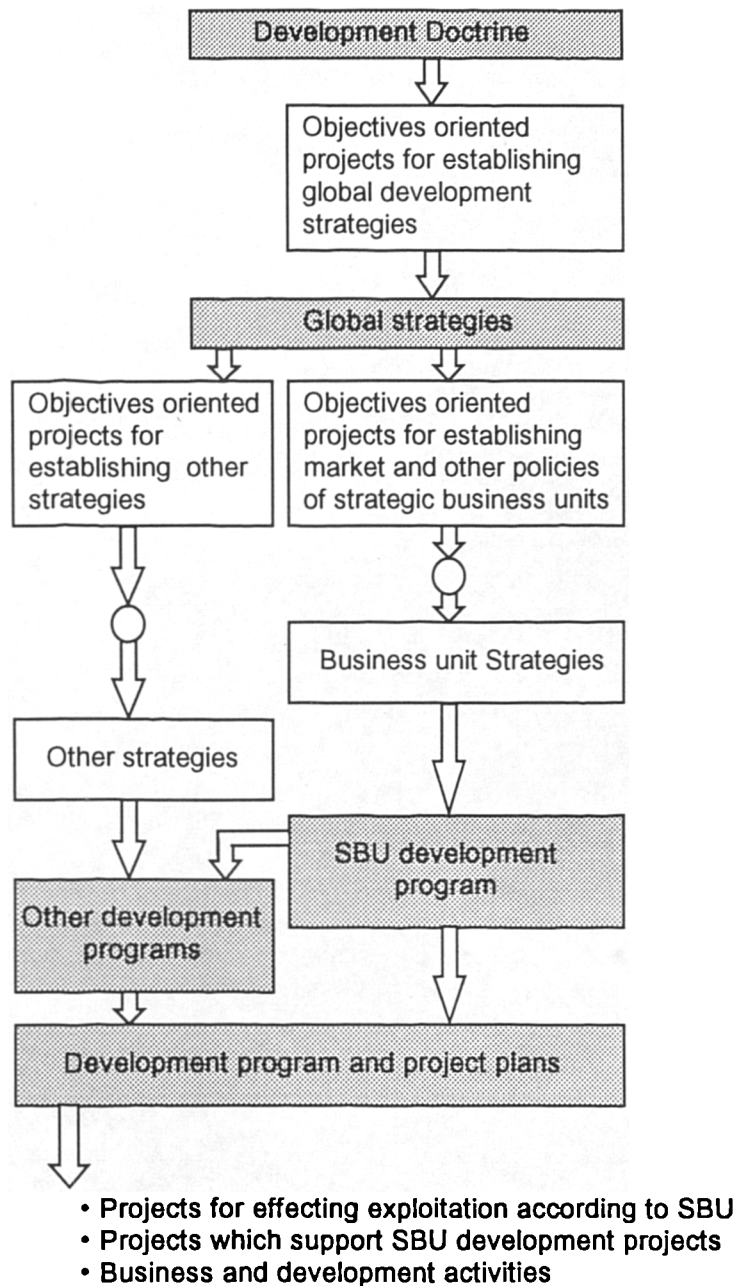 Development Doctrine
Objectives oriented
projects for establishing
global development
strategies
Global strategies
Objectives oriented
projects for
establishing other
strategies
Objectives oriented
projects for establishing
market and other policies
of strategic business units
Business unit Strategies
Other strategies
SBU development
program
Other development
programs
Development program and project plans
• Projects for effecting exploitation according to SBU
• Projects which support SBU development projects
• Business and development activities